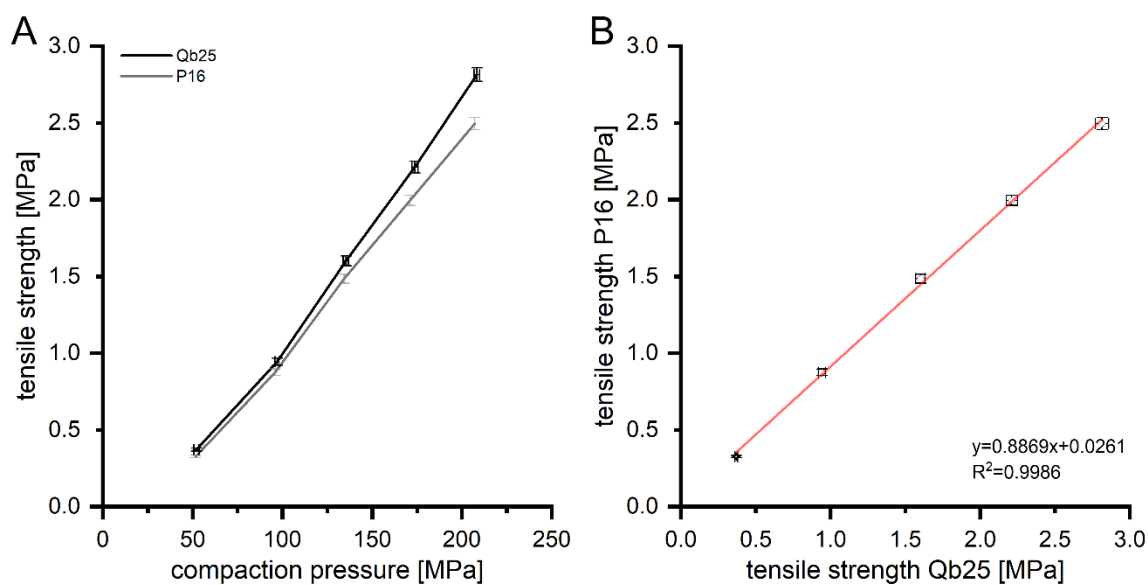 A
Qb25
P16
3.0
2.5
2.0
1.5
1.0
0.5
0.0
tensile strength [MPa]
0 50 100 150 200 250
compaction pressure [MPa]
B
3.0
2.5
2.0
1.5
1.0
0.5
0.0
tensile strength P16 [MPa]
y=0.8869x+0.0261
R²=0.9986
0.0 0.5 1.0 1.5 2.0 2.5 3.0
tensile strength Qb25 [MPa]